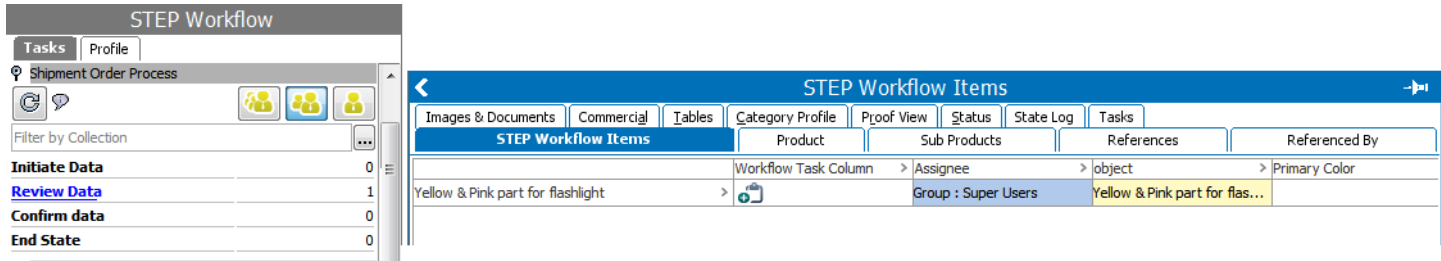 STEP Workflow
Tasks Profile
Shipment Order Process
Filter by Collection ...
Initiate Data 0
Review Data 1
Confirm data 0
End State 0
STEP Workflow Items
Images & Documents Commercial Tables Category Profile Proof View Status State Log Tasks
STEP Workflow Items Product Sub Products References Referenced By
Workflow Task Column > Assignee > object > Primary Color
Yellow & Pink part for flashlight > Group : Super Users Yellow & Pink part for flas...